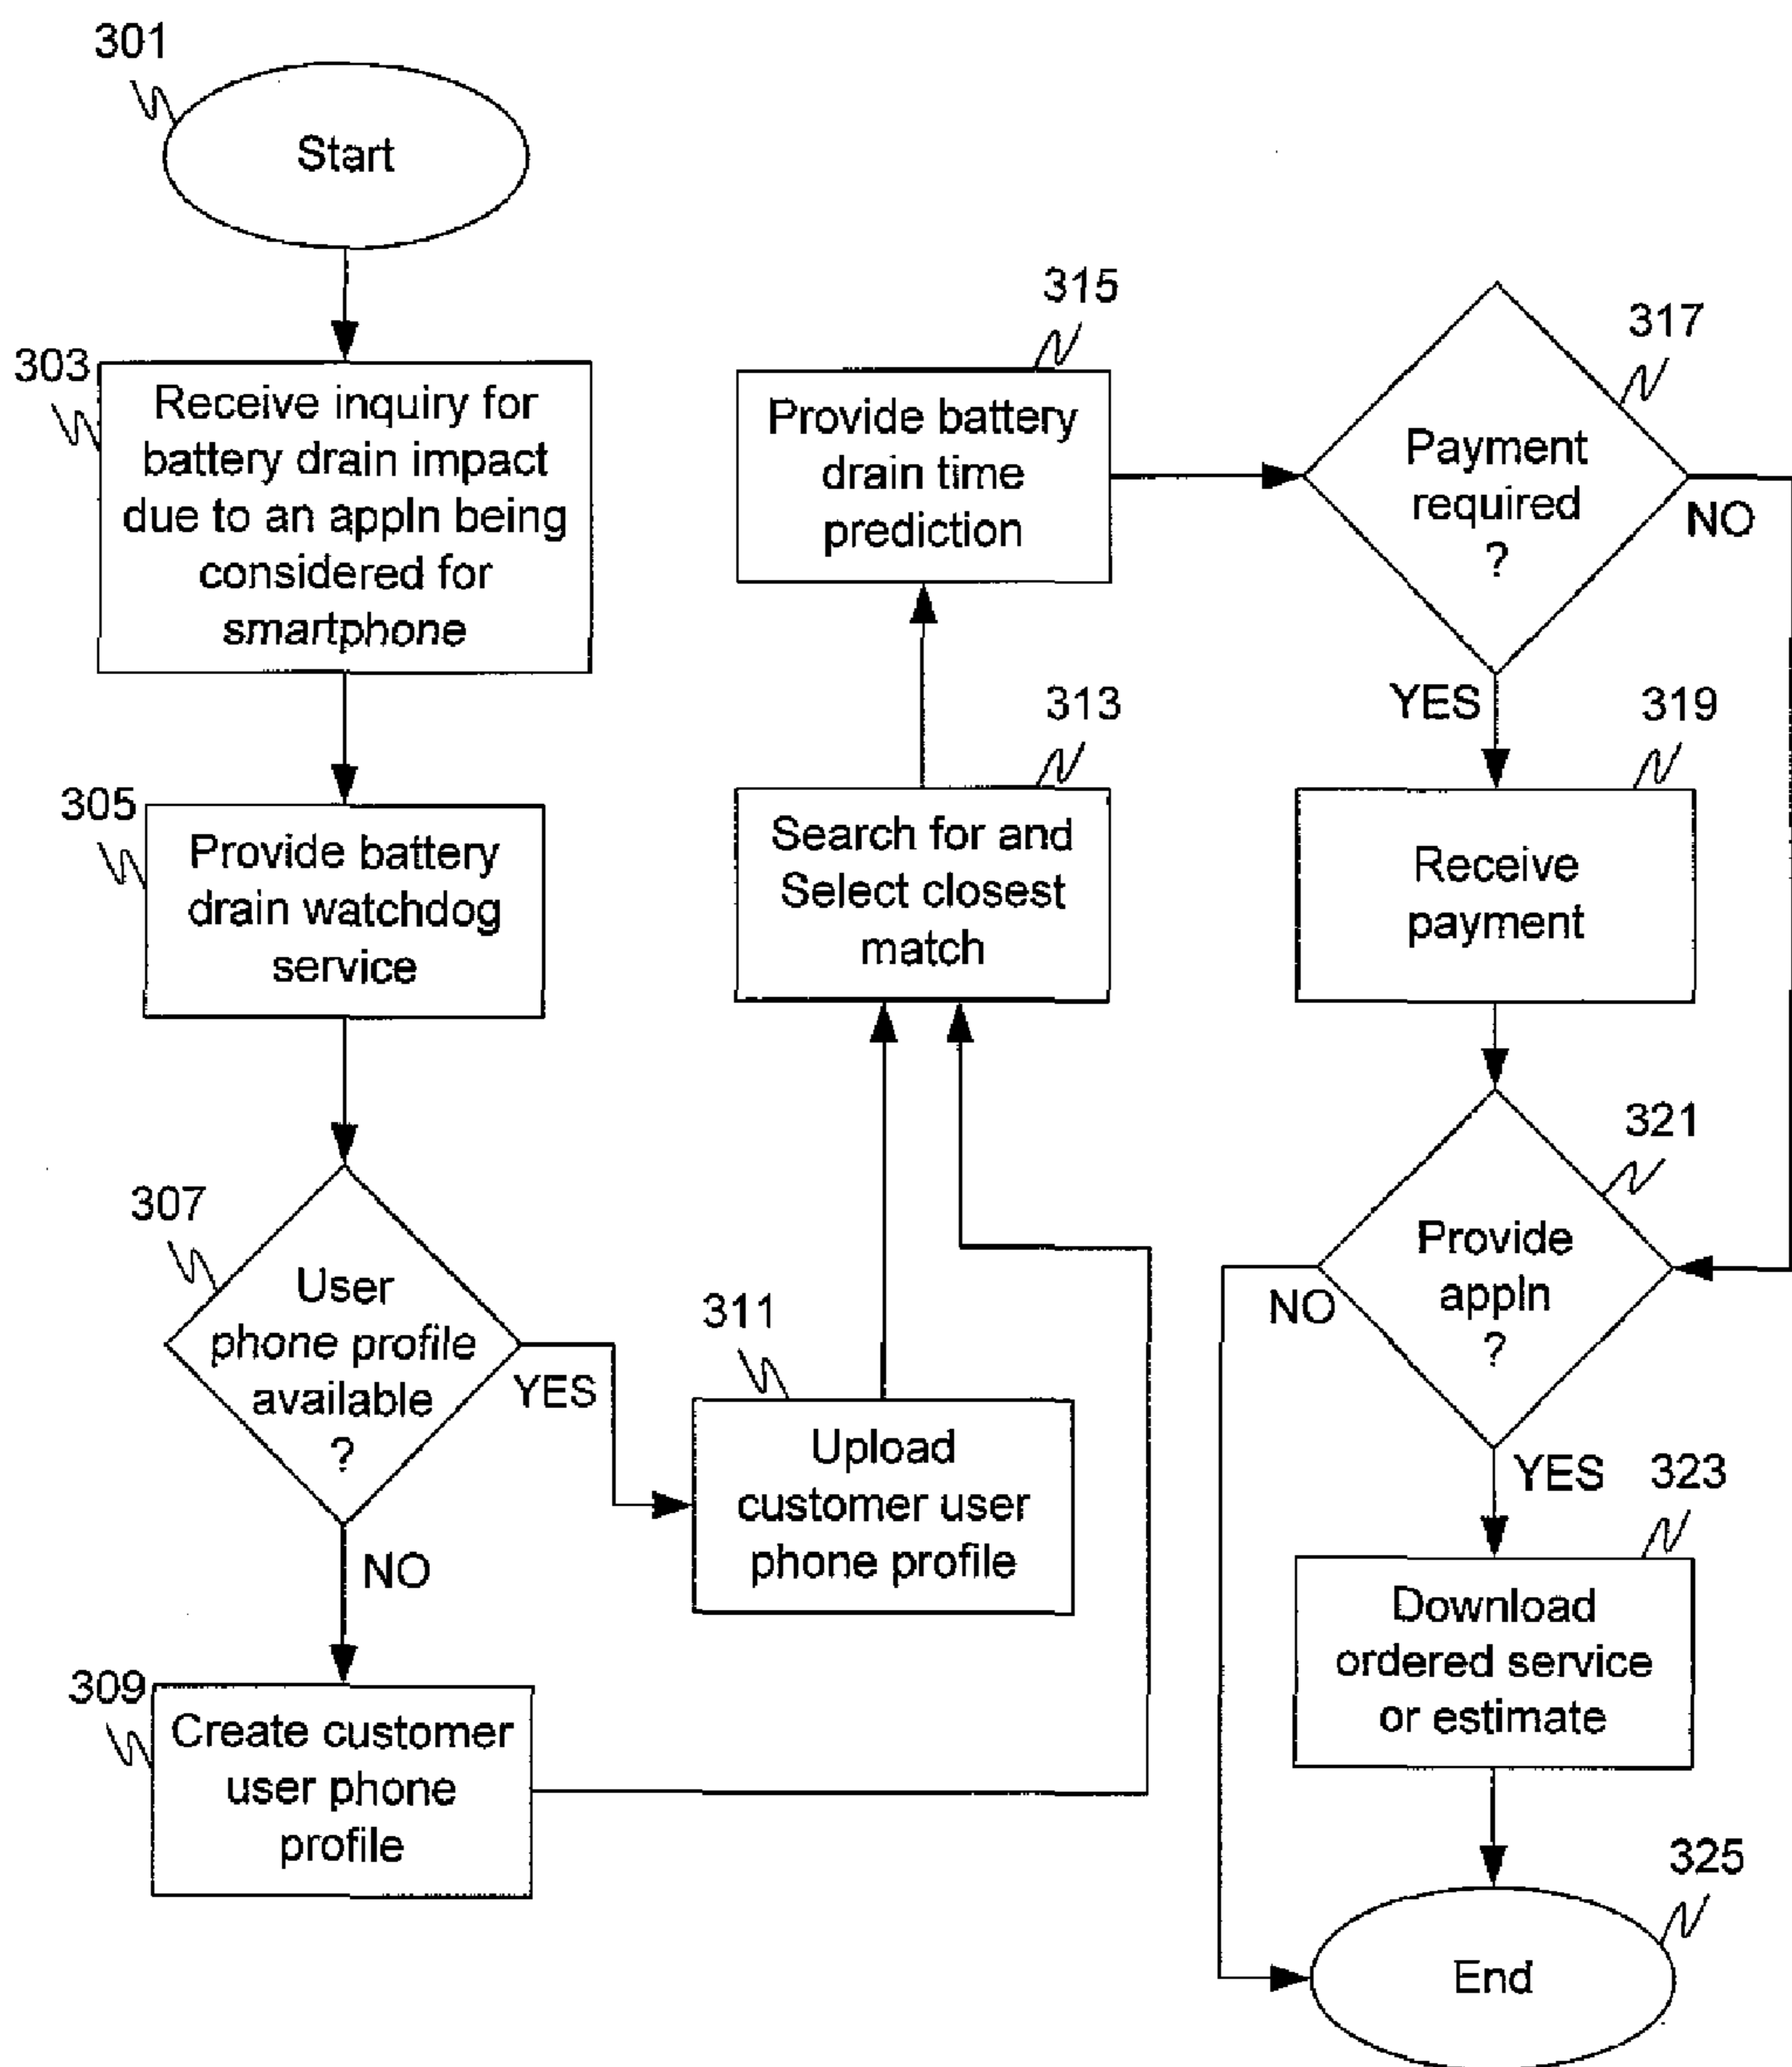 301
Start
303
Receive inquiry for
battery drain impact
due to an appln being
considered for
smartphone
305
Provide battery
drain watchdog
service
307
User
phone profile
available
?
YES
NO
309
Create customer
user phone
profile
311
Upload
customer user
phone profile
313
Search for and
Select closest
match
315
Provide battery
drain time
prediction
317
Payment
required
?
NO
YES
319
Receive
payment
321
Provide
appln
?
NO
YES
323
Download
ordered service
or estimate
325
End